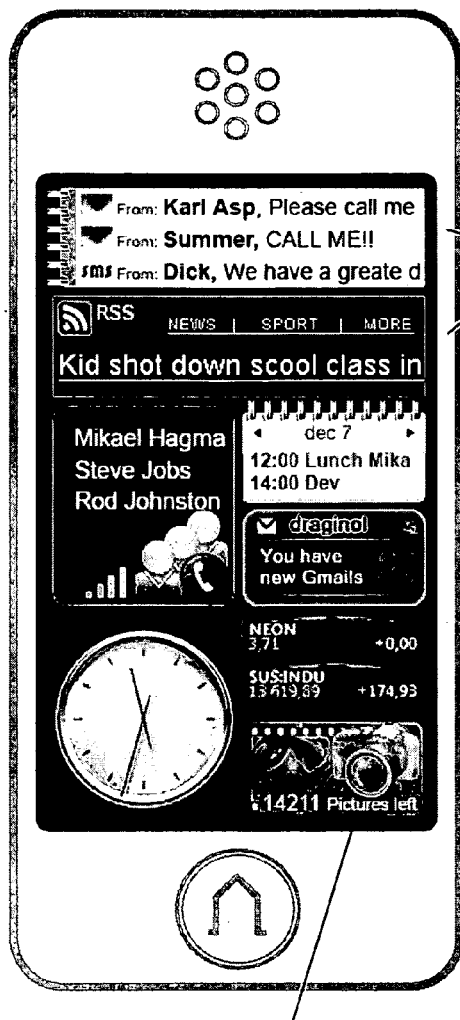 From: Karl Asp, Please call me
From: Summer, CALL ME!!
sms From: Dick, We have a greate d
RSS
NEWS | SPORT | MORE
Kid shot down scool class in
Mikael Hagma
Steve Jobs
Rod Johnston
dec 7
12:00 Lunch Mika
14:00 Dev
draginol
You have
new Gmails
NEON
3,71 +0,00
SUS:INDU
13 619,89 +174,93
14211 Pictures left